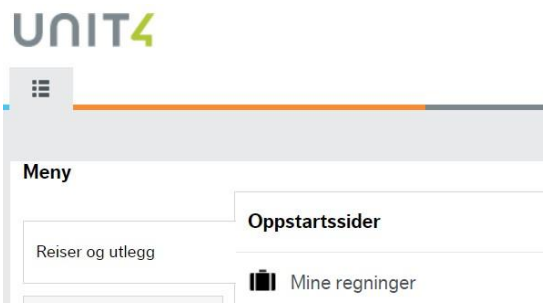 UNIT4
Meny
Oppstartssider
Reiser og utlegg
Mine regninger